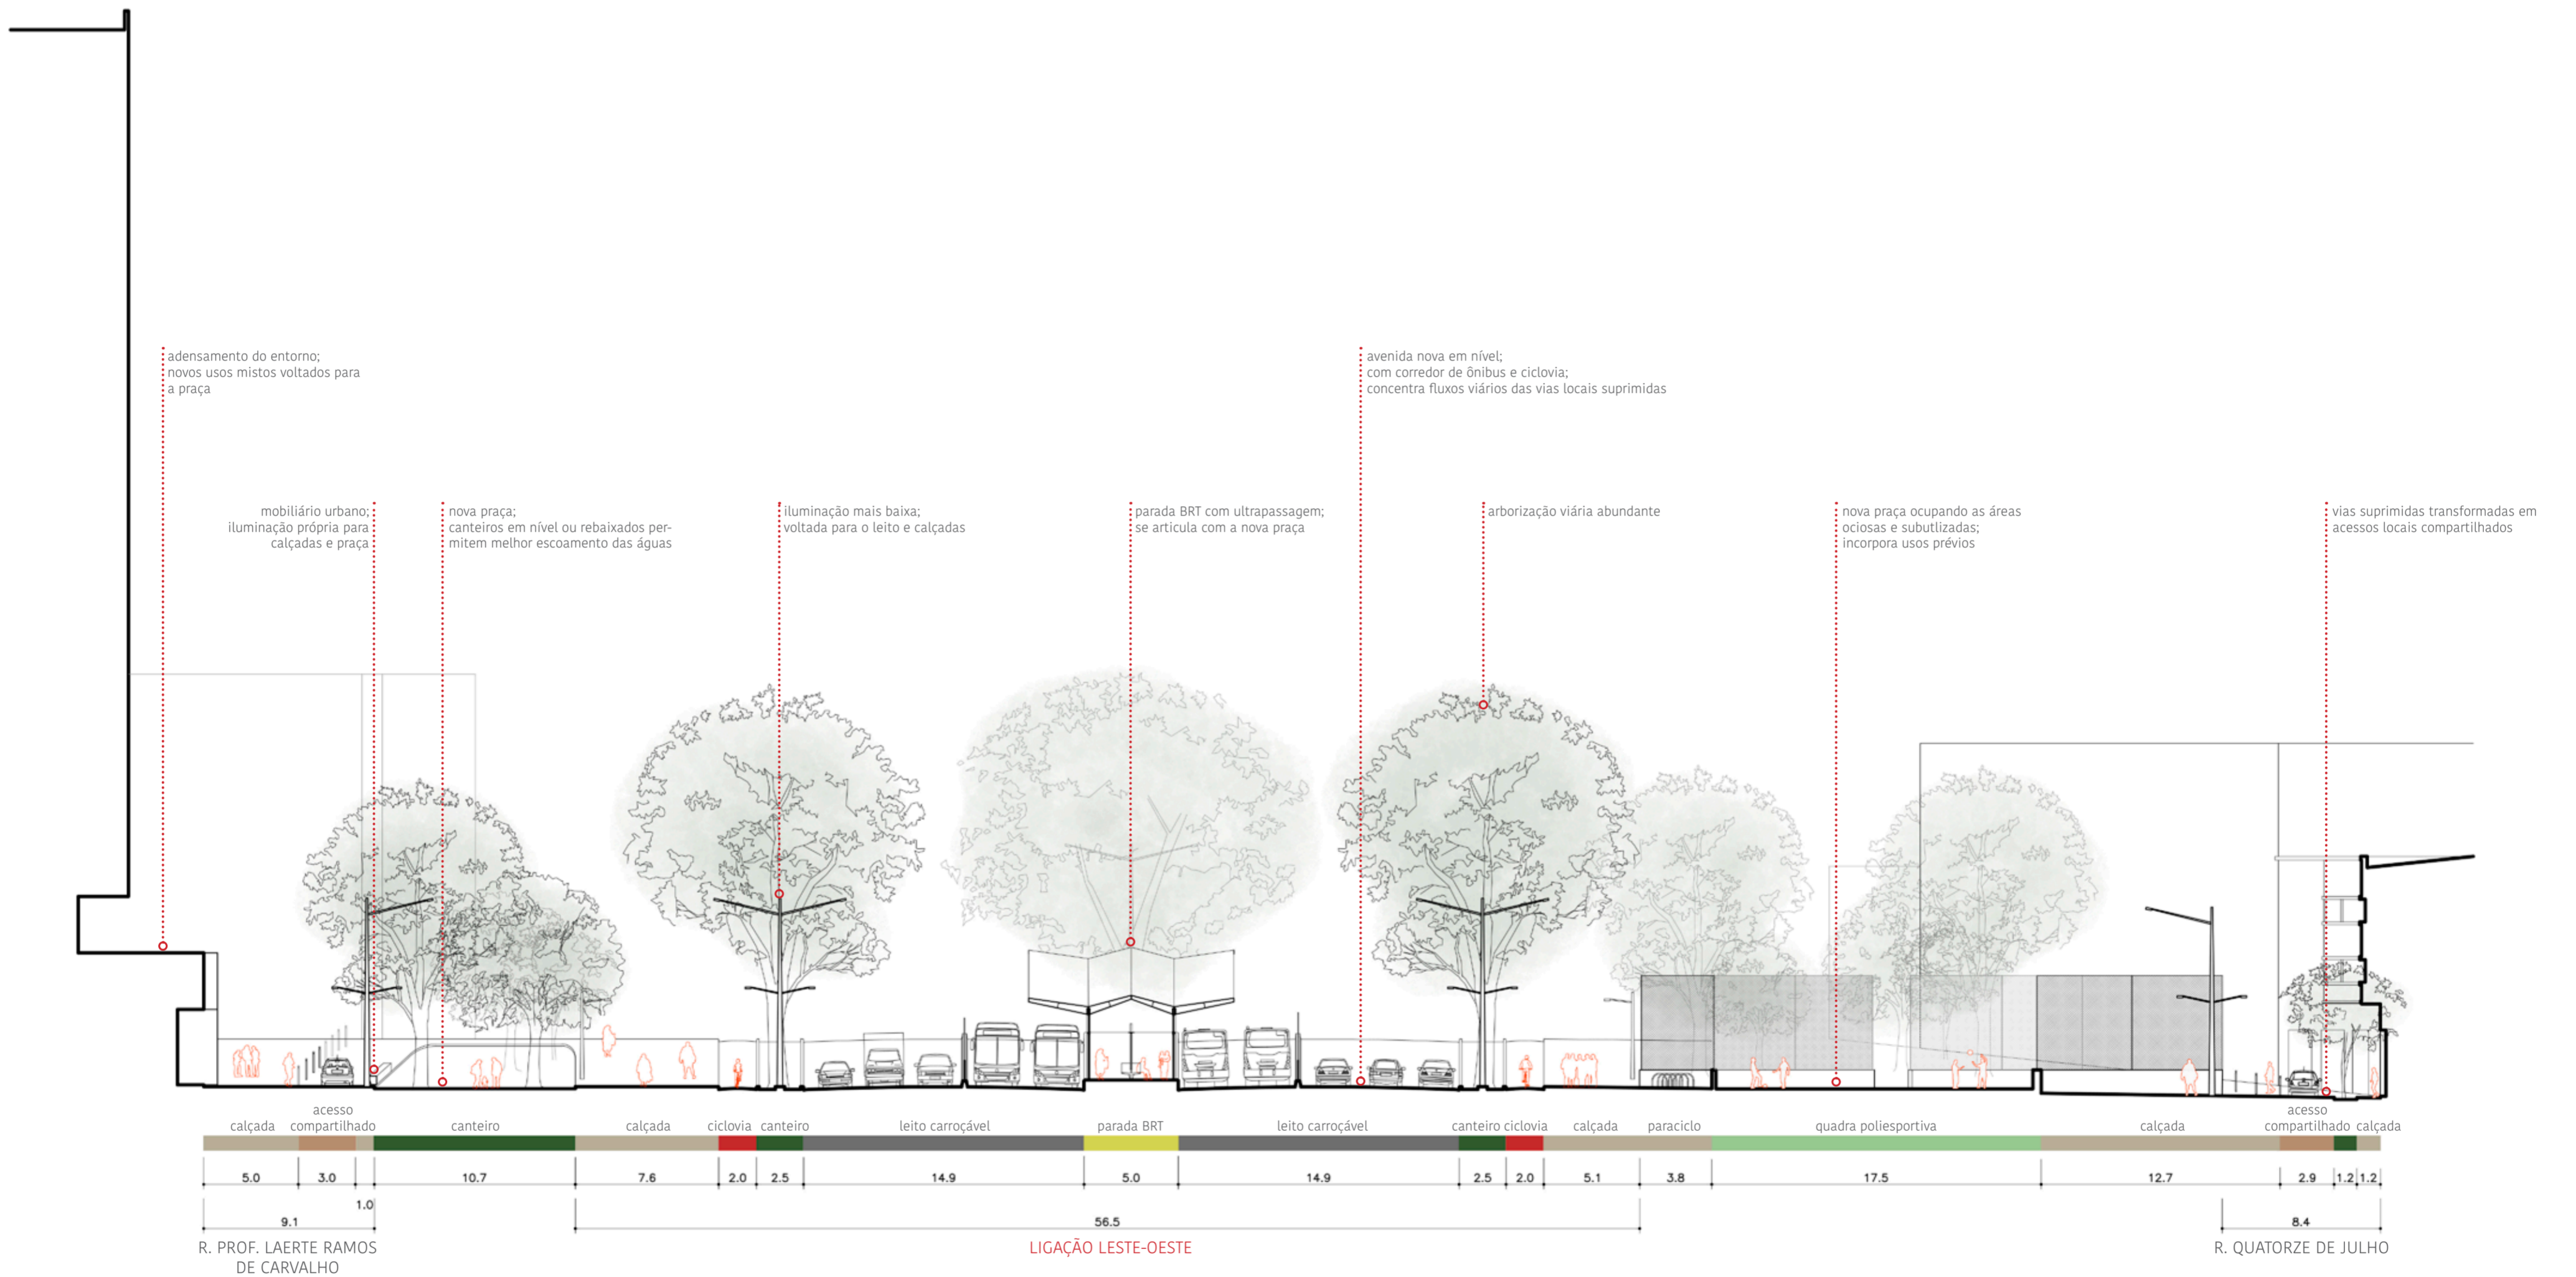 adensamento do entorno;
novos usos mistos voltados para
a praça
avenida nova em nível;
com corredor de ônibus e ciclovia;
concentra fluxos viários das vias locais suprimidas
mobiliário urbano;
iluminação própria para
calçadas e praça
nova praça;
canteiros em nível ou rebaixados per-
mitem melhor escoamento das águas
iluminação mais baixa;
voltada para o leito e calçadas
parada BRT com ultrapassagem;
se articula com a nova praça
arborização viária abundante
nova praça ocupando as áreas
ociosas e subutlizadas;
incorpora usos prévios
vias suprimidas transformadas em
acessos locais compartilhados
calçada
acesso
compartilhado
canteiro
calçada
ciclovia
canteiro
leito carroçável
parada BRT
leito carroçável
canteiro
ciclovia
calçada
paraciclo
quadra poliesportiva
calçada
acesso
compartilhado
calçada
5.0
3.0
10.7
7.6
2.0
2.5
14.9
5.0
14.9
2.5
2.0
5.1
3.8
17.5
12.7
2.9
1.2
1.2
1.0
9.1
56.5
8.4
R. PROF. LAERTE RAMOS
DE CARVALHO
LIGAÇÃO LESTE-OESTE
R. QUATORZE DE JULHO